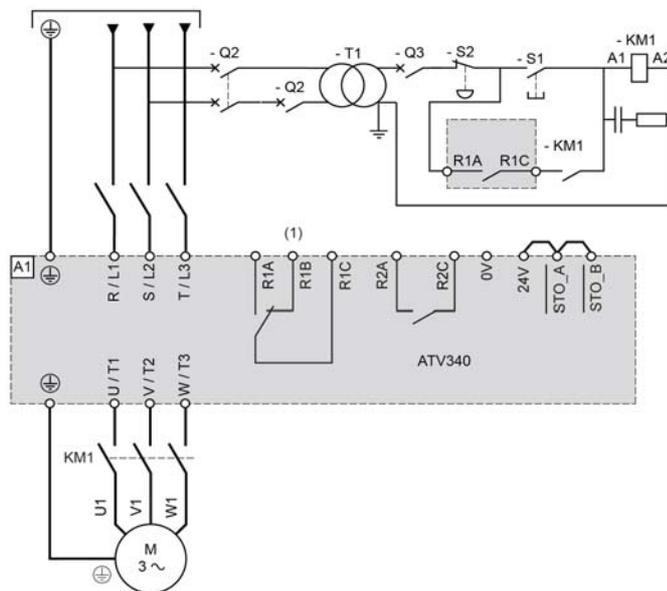 - Q2
- T1
- Q3
- S2
- S1
- KM1
A1
A2
- Q2
R1A
R1C
- KM1
(1)
A1
R / L1
S / L2
T / L3
R1A
R1B
R1C
R2A
R2C
0V
24V
STO_A
STO_B
ATV340
U / T1
V / T2
W / T3
KM1
U1
V1
W1
M
3 ~